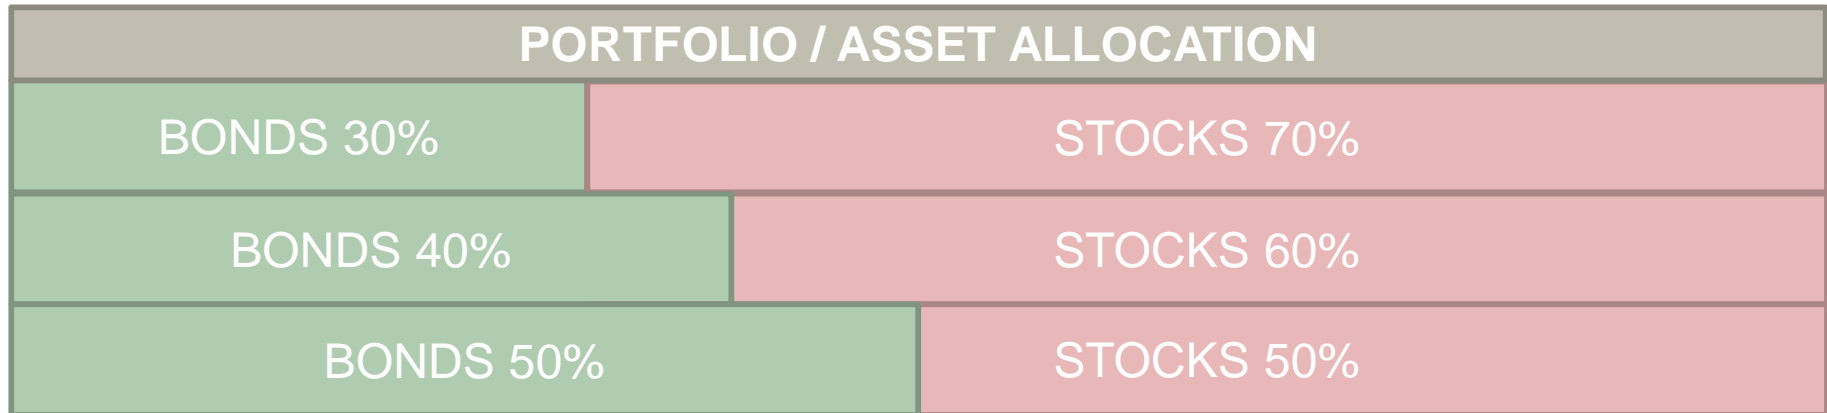 PORTFOLIO / ASSET ALLOCATION
BONDS 30% STOCKS 70%
BONDS 40% STOCKS 60%
BONDS 50% STOCKS 50%